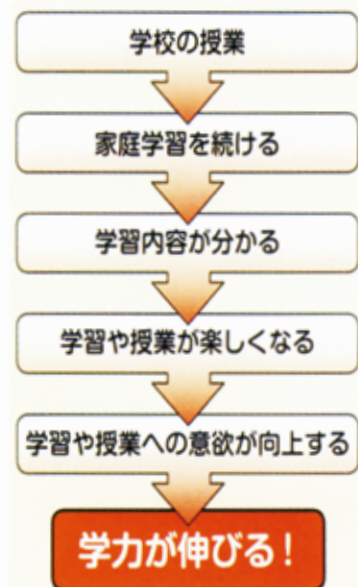 学校の授業
家庭学習を続ける
学習内容が分かる
学習や授業が楽しくなる
学習や授業への意欲が向上する
学力が伸びる！